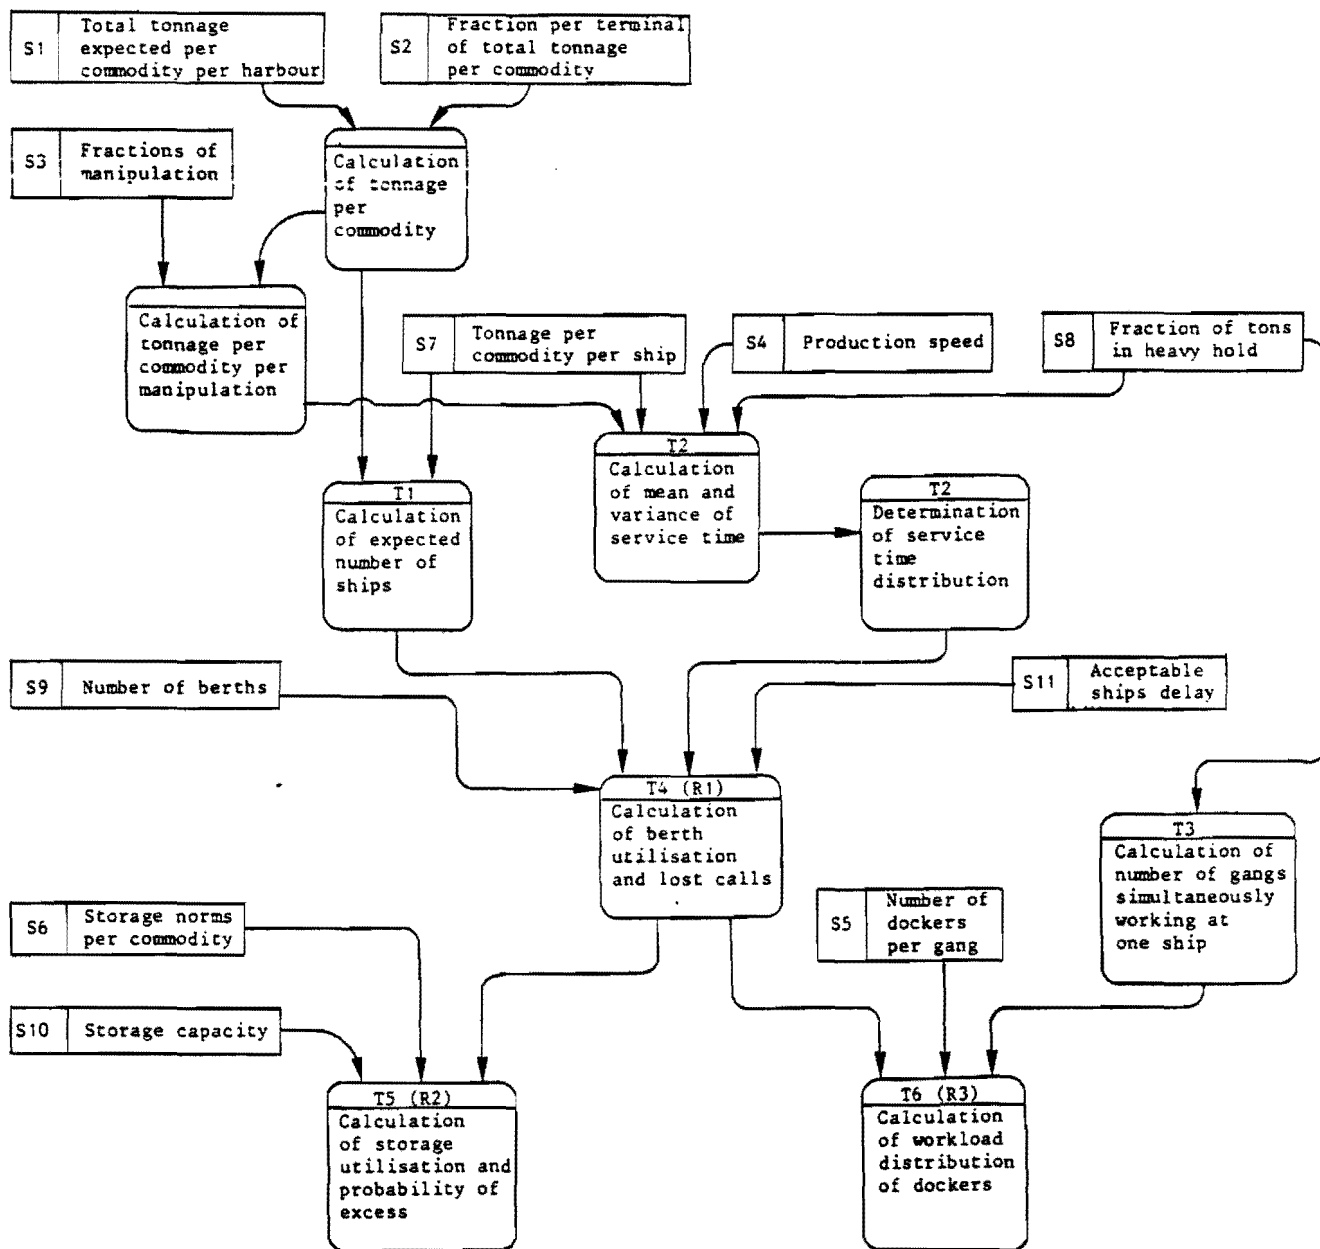 S1
Total tonnage
expected per
commodity per harbour
S2
Fraction per terminal
of total tonnage
per commodity
S3
Fractions of
manipulation
Calculation
of tonnage
per
commodity
Calculation of
tonnage per
commodity per
manipulation
S7
Tonnage per
commodity per ship
S4
Production speed
S8
Fraction of tons
in heavy hold
T2
Calculation
of mean and
variance of
service time
T1
Calculation
of expected
number of
ships
T2
Determination
of service
time
distribution
S9
Number of berths
S11
Acceptable
ships delay
T4 (R1)
Calculation
of berth
utilisation
and lost calls
T3
Calculation of
number of gangs
simultaneously
working at
one ship
S6
Storage norms
per commodity
S5
Number of
dockers
per gang
S10
Storage capacity
T5 (R2)
Calculation
of storage
utilisation and
probability of
excess
T6 (R3)
Calculation
of workload
distribution
of dockers